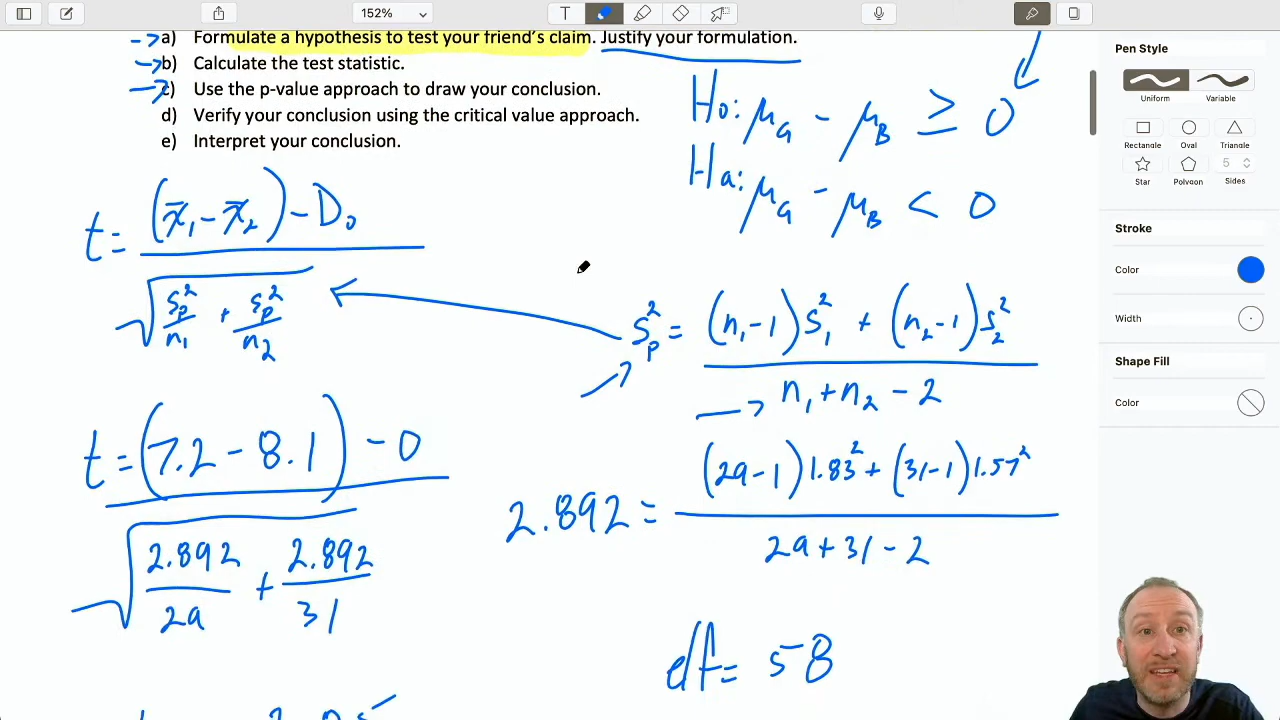 152%
T
a) Formulate a hypothesis to test your friend's claim. Justify your formulation.
b) Calculate the test statistic.
c) Use the p-value approach to draw your conclusion.
d) Verify your conclusion using the critical value approach.
e) Interpret your conclusion.
Ho: μ₉ - μB ≥ 0
Ha: μ₉ - μB < 0
t = (x̄₁ - x̄₂) - D₀
√ Sp²/n₁ + Sp²/n₂
Sp² = (n₁-1)S₁² + (n₂-1)S₂²
n₁ + n₂ - 2
t = (7.2 - 8.1) - 0
√ 2.892/29 + 2.892/31
2.892 = (29-1)1.83² + (31-1)1.57²
29 + 31 - 2
df = 58
Pen Style
Uniform Variable
Rectangle Oval Triangle
5
Star Polygon Sides
Stroke
Color
Width
Shape Fill
Color